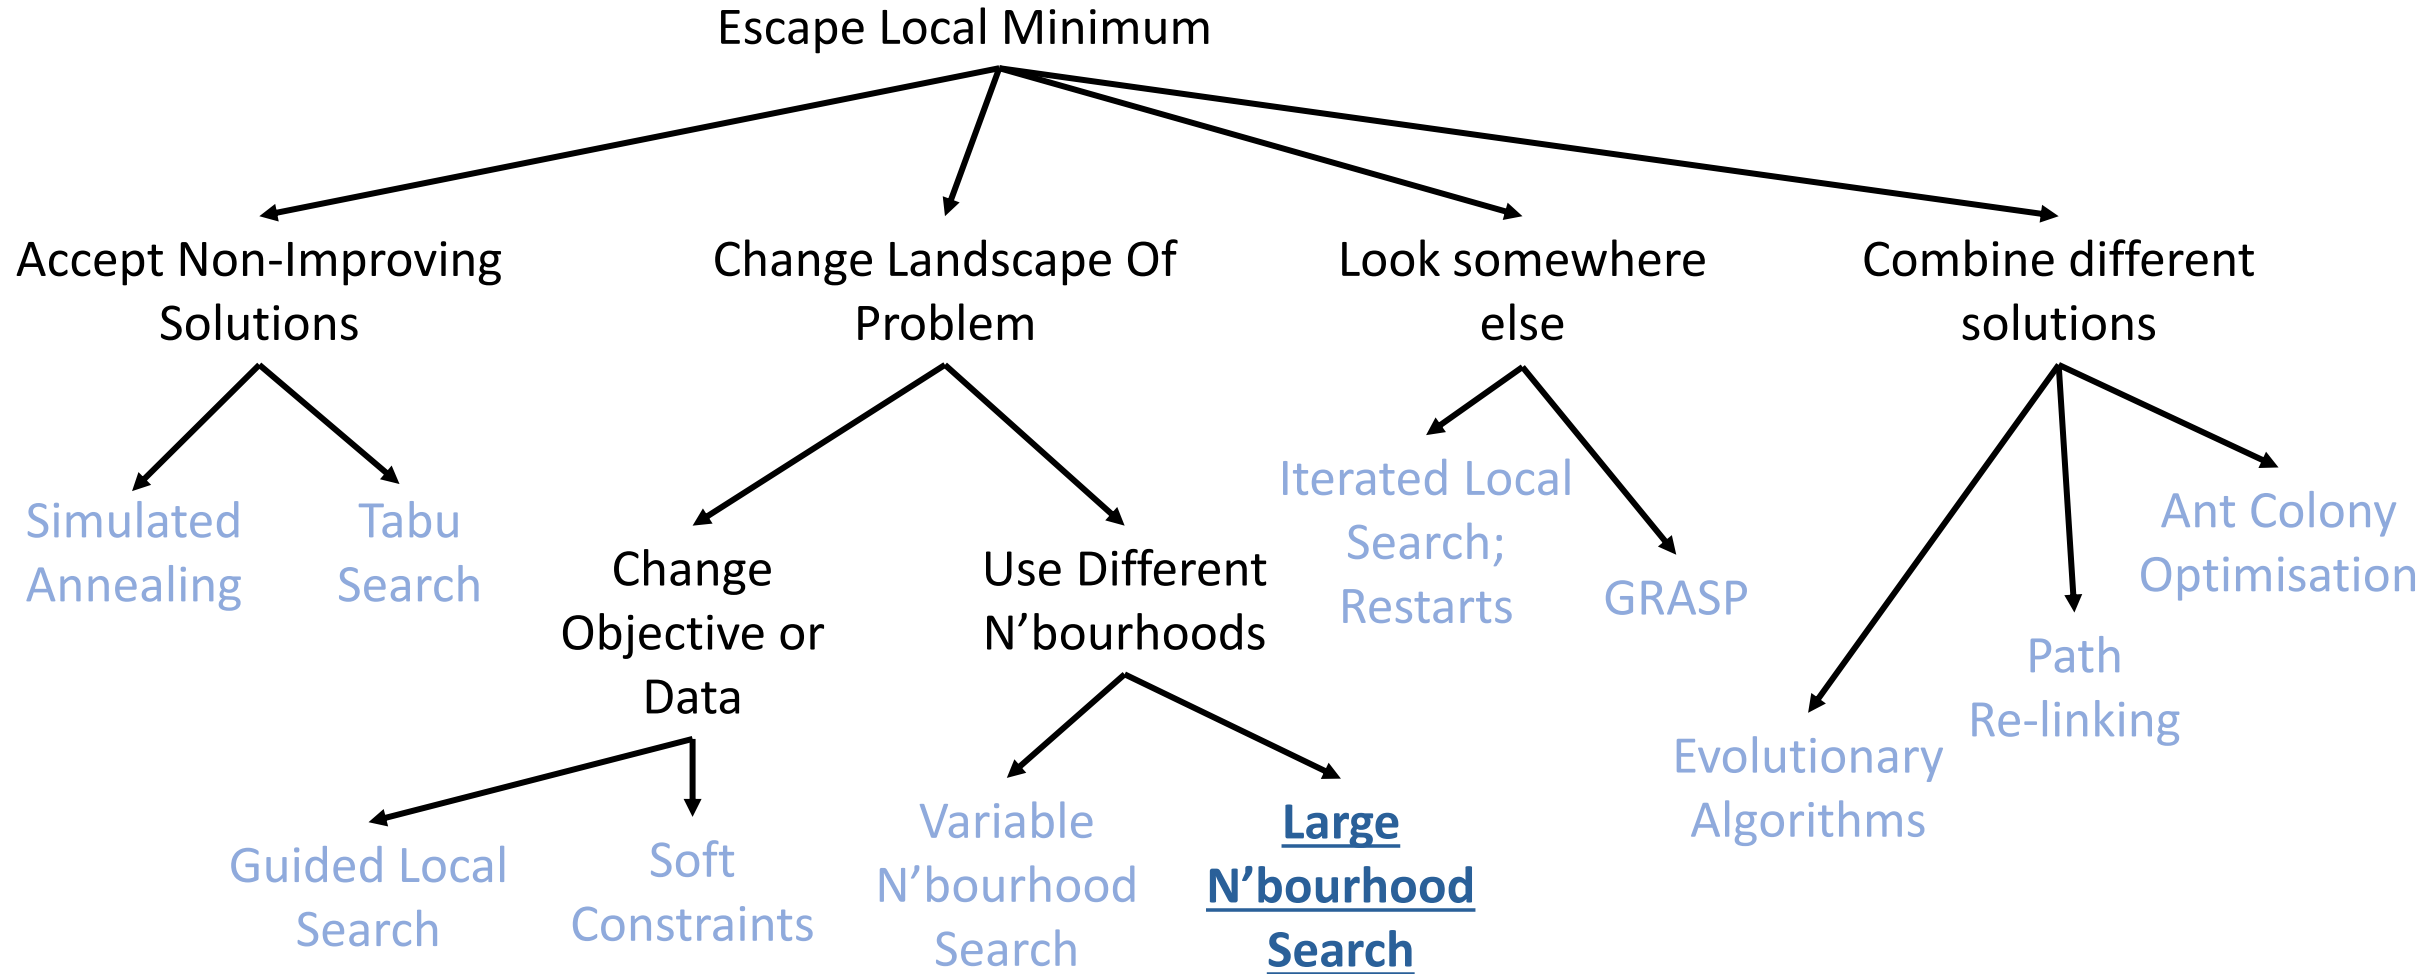 Escape Local Minimum
Accept Non-Improving
Solutions
Change Landscape Of
Problem
Look somewhere
else
Combine different
solutions
Simulated
Annealing
Tabu
Search
Change
Objective or
Data
Use Different
N’bourhoods
Iterated Local
Search;
Restarts
GRASP
Ant Colony
Optimisation
Path
Re-linking
Evolutionary
Algorithms
Guided Local
Search
Soft
Constraints
Variable
N’bourhood
Search
Large
N’bourhood
Search